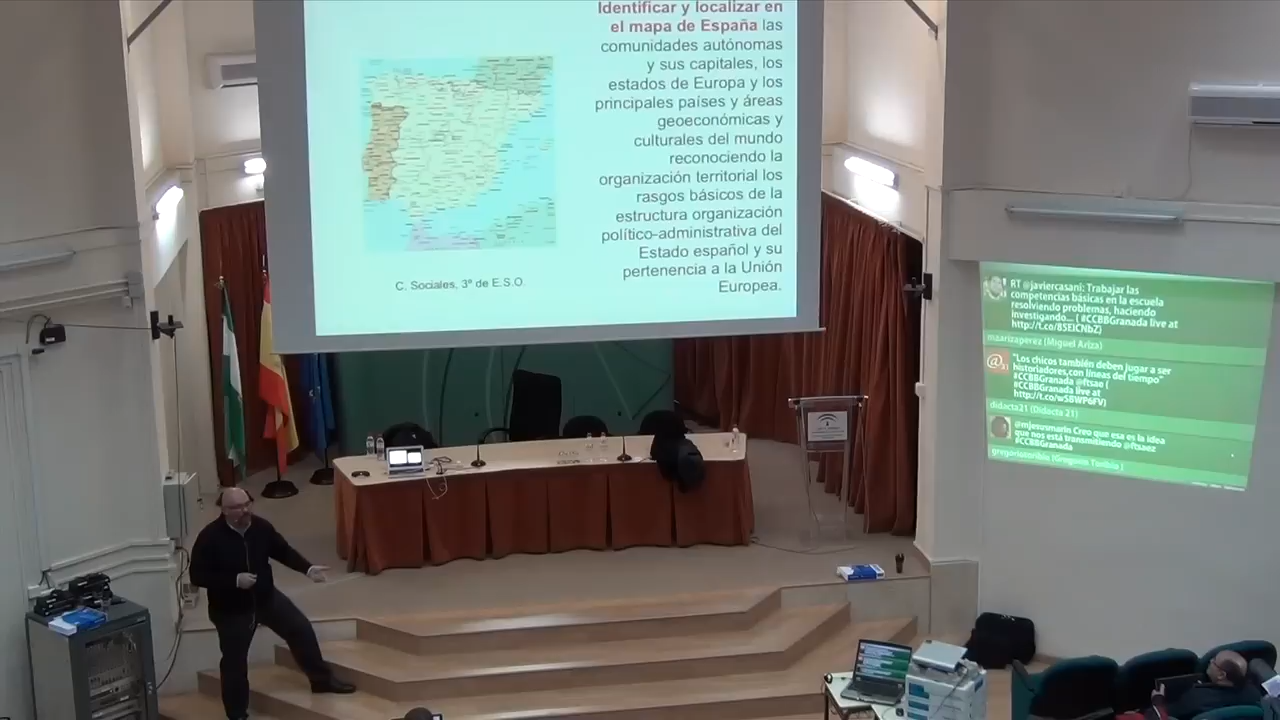 Identificar y localizar en
el mapa de España las
comunidades autónomas
y sus capitales, los
estados de Europa y los
principales países y áreas
geoeconómicas y
culturales del mundo
reconociendo la
organización territorial los
rasgos básicos de la
estructura organización
político-administrativa del
Estado español y su
pertenencia a la Unión
Europea.
C. Sociales, 3º de E.S.O.
RT @javiercasani: Trabajar las
competencias básicas en la escuela
resolviendo problemas, haciendo
investigando... ( #CCBBGranada live at
maarizaperez (Miguel Ariza)
"Los chicos también deben jugar a ser
historiadores,con líneas del tiempo"
#CCBBGranada @ftsae (
#CCBBGranada live at
didacta21 (Didacta 21)
@mjesusmarin Creo que esa es la idea
que nos está transmitiendo @ftsaez
#CCBBGranada